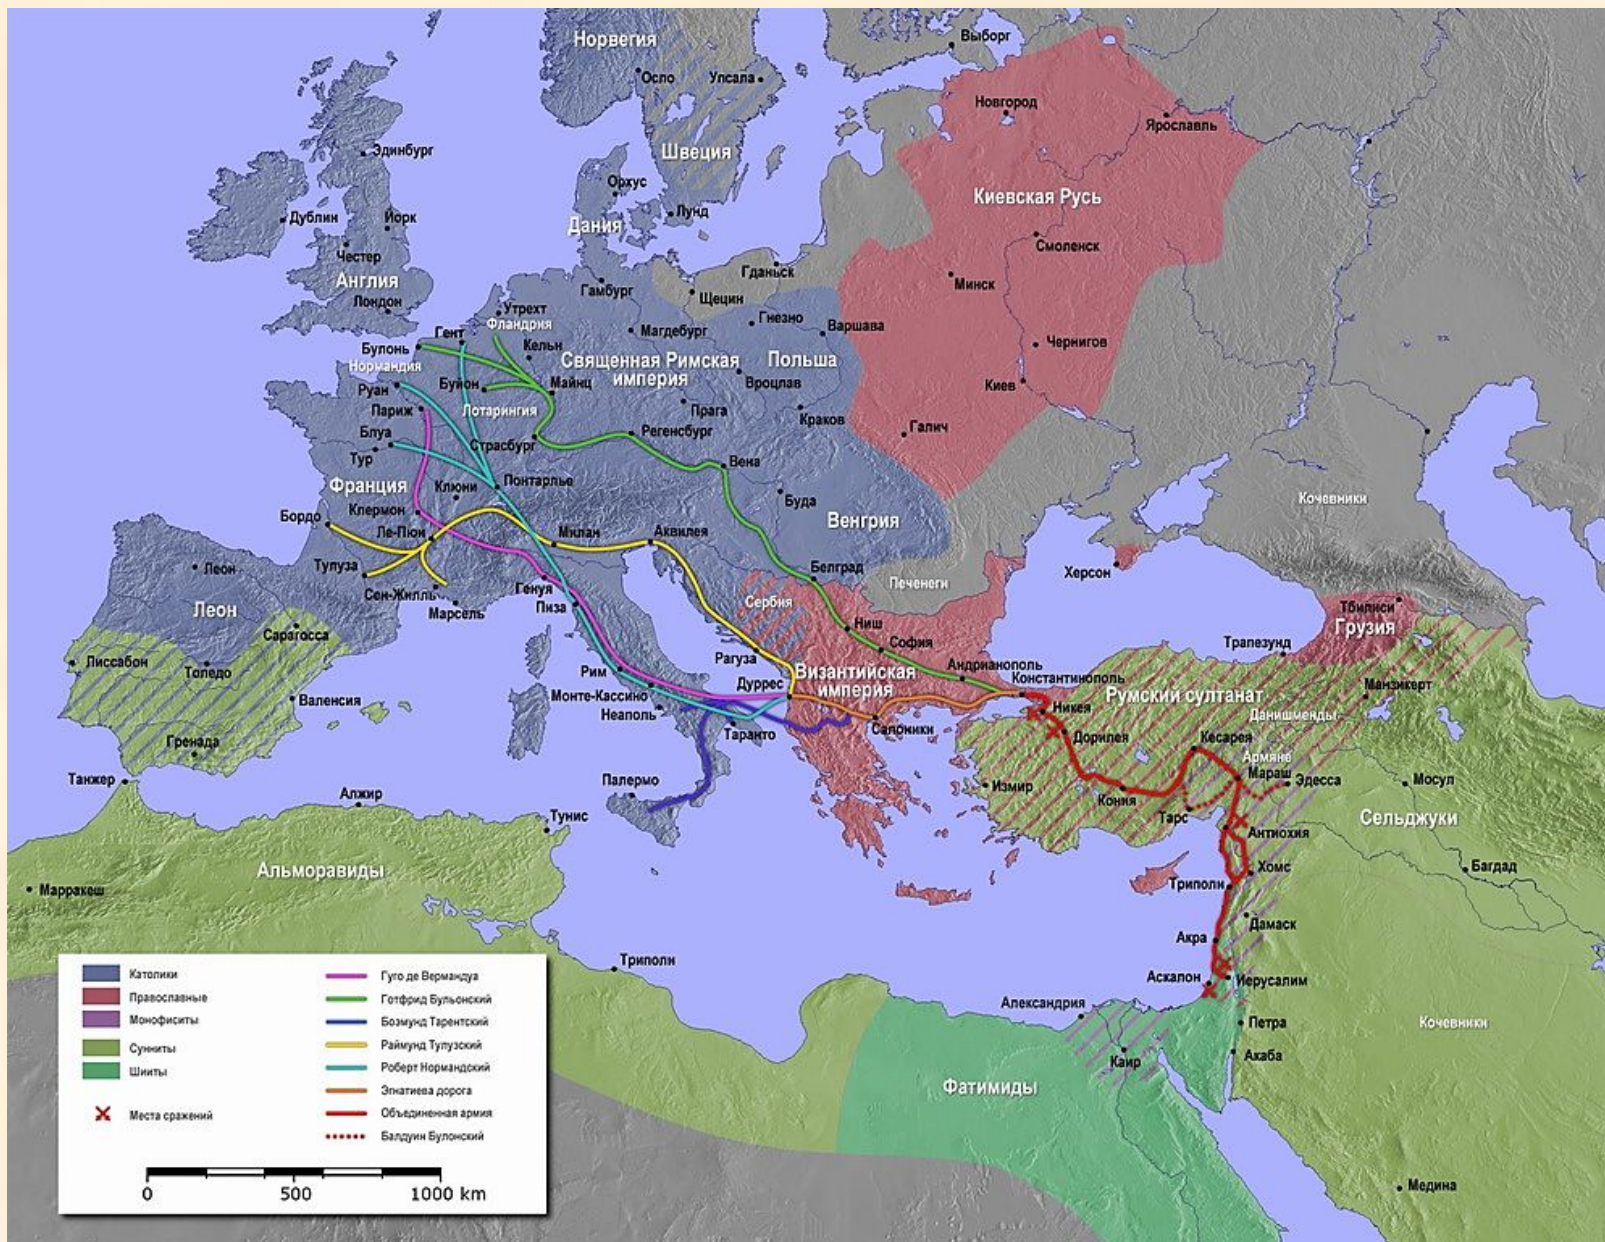 Норвегия
Выборг
Осло
Упсала
Новгород
Ярославль
Эдинбург
Швеция
Орхус
Киевская Русь
Дублин
Йорк
Лунд
Дания
Смоленск
Честер
Гданьск
Англия
Минск
Гамбург
Щецин
Лондон
Утрехт
Гнезно
Фландрия
Магдебург
Варшава
Гент
Чернигов
Булонь
Кельн
Священная Римская
империя
Польша
Нормандия
Буйон
Майнц
Вроцлав
Киев
Руан
Париж
Лотарингия
Прага
Краков
Галич
Блуа
Страсбург
Регенсбург
Тур
Вена
Франция
Клюни
Понтарлье
Буда
Кочевники
Клермон
Бордо
Венгрия
Ле-Пюи
Милан
Аквилея
Тулуза
Леон
Белград
Херсон
Печенеги
Сен-Жилль
Генуя
Марсель
Пиза
Сербия
Леон
Тбилиси
Грузия
Сарагосса
Ниш
София
Трапезунд
Лиссабон
Толедо
Рим
Рагуза
Андрианополь
Византийская
империя
Константинополь
Дуррес
Румский султанат
Манзикерт
Валенсия
Монте-Кассино
Неаполь
Никея
Данишменды
Гренада
Таранто
Салоники
Дорилея
Кесарея
Армяне
Танжер
Палермо
Измир
Мараш
Эдесса
Мосул
Алжир
Кония
Тунис
Тарс
Сельджуки
Антиохия
Альморавиды
Хомс
Багдад
Марракеш
Триполи
Дамаск
Акра
Триполи
Аскалон
Иерусалим
Александрия
Петра
Кочевники
Каир
Акаба
Фатимиды
Медина
Католики
Православные
Монофиситы
Сунниты
Шииты
Места сражений
Гуго де Вермандуа
Готфрид Бульонский
Боэмунд Тарентский
Раймунд Тулузский
Роберт Нормандский
Эгнатиева дорога
Объединенная армия
Балдуин Булонский
0 500 1000 km